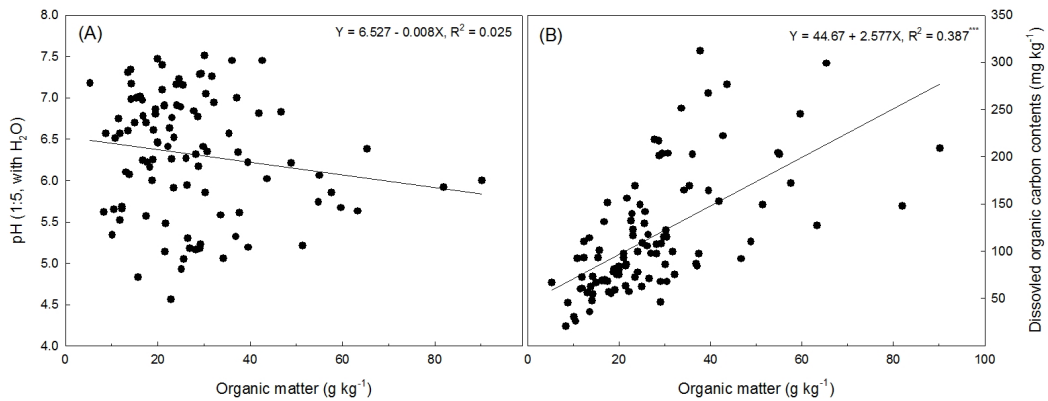 (A)
Y = 6.527 - 0.008X, R² = 0.025
8.0
7.5
7.0
6.5
6.0
5.5
5.0
4.5
4.0
pH (1:5, with H₂O)
0 20 40 60 80
Organic matter (g kg⁻¹)
(B)
Y = 44.67 + 2.577X, R² = 0.387***
0 20 40 60 80 100
Organic matter (g kg⁻¹)
350
300
250
200
150
100
50
Dissovled organic carbon contents (mg kg⁻¹)